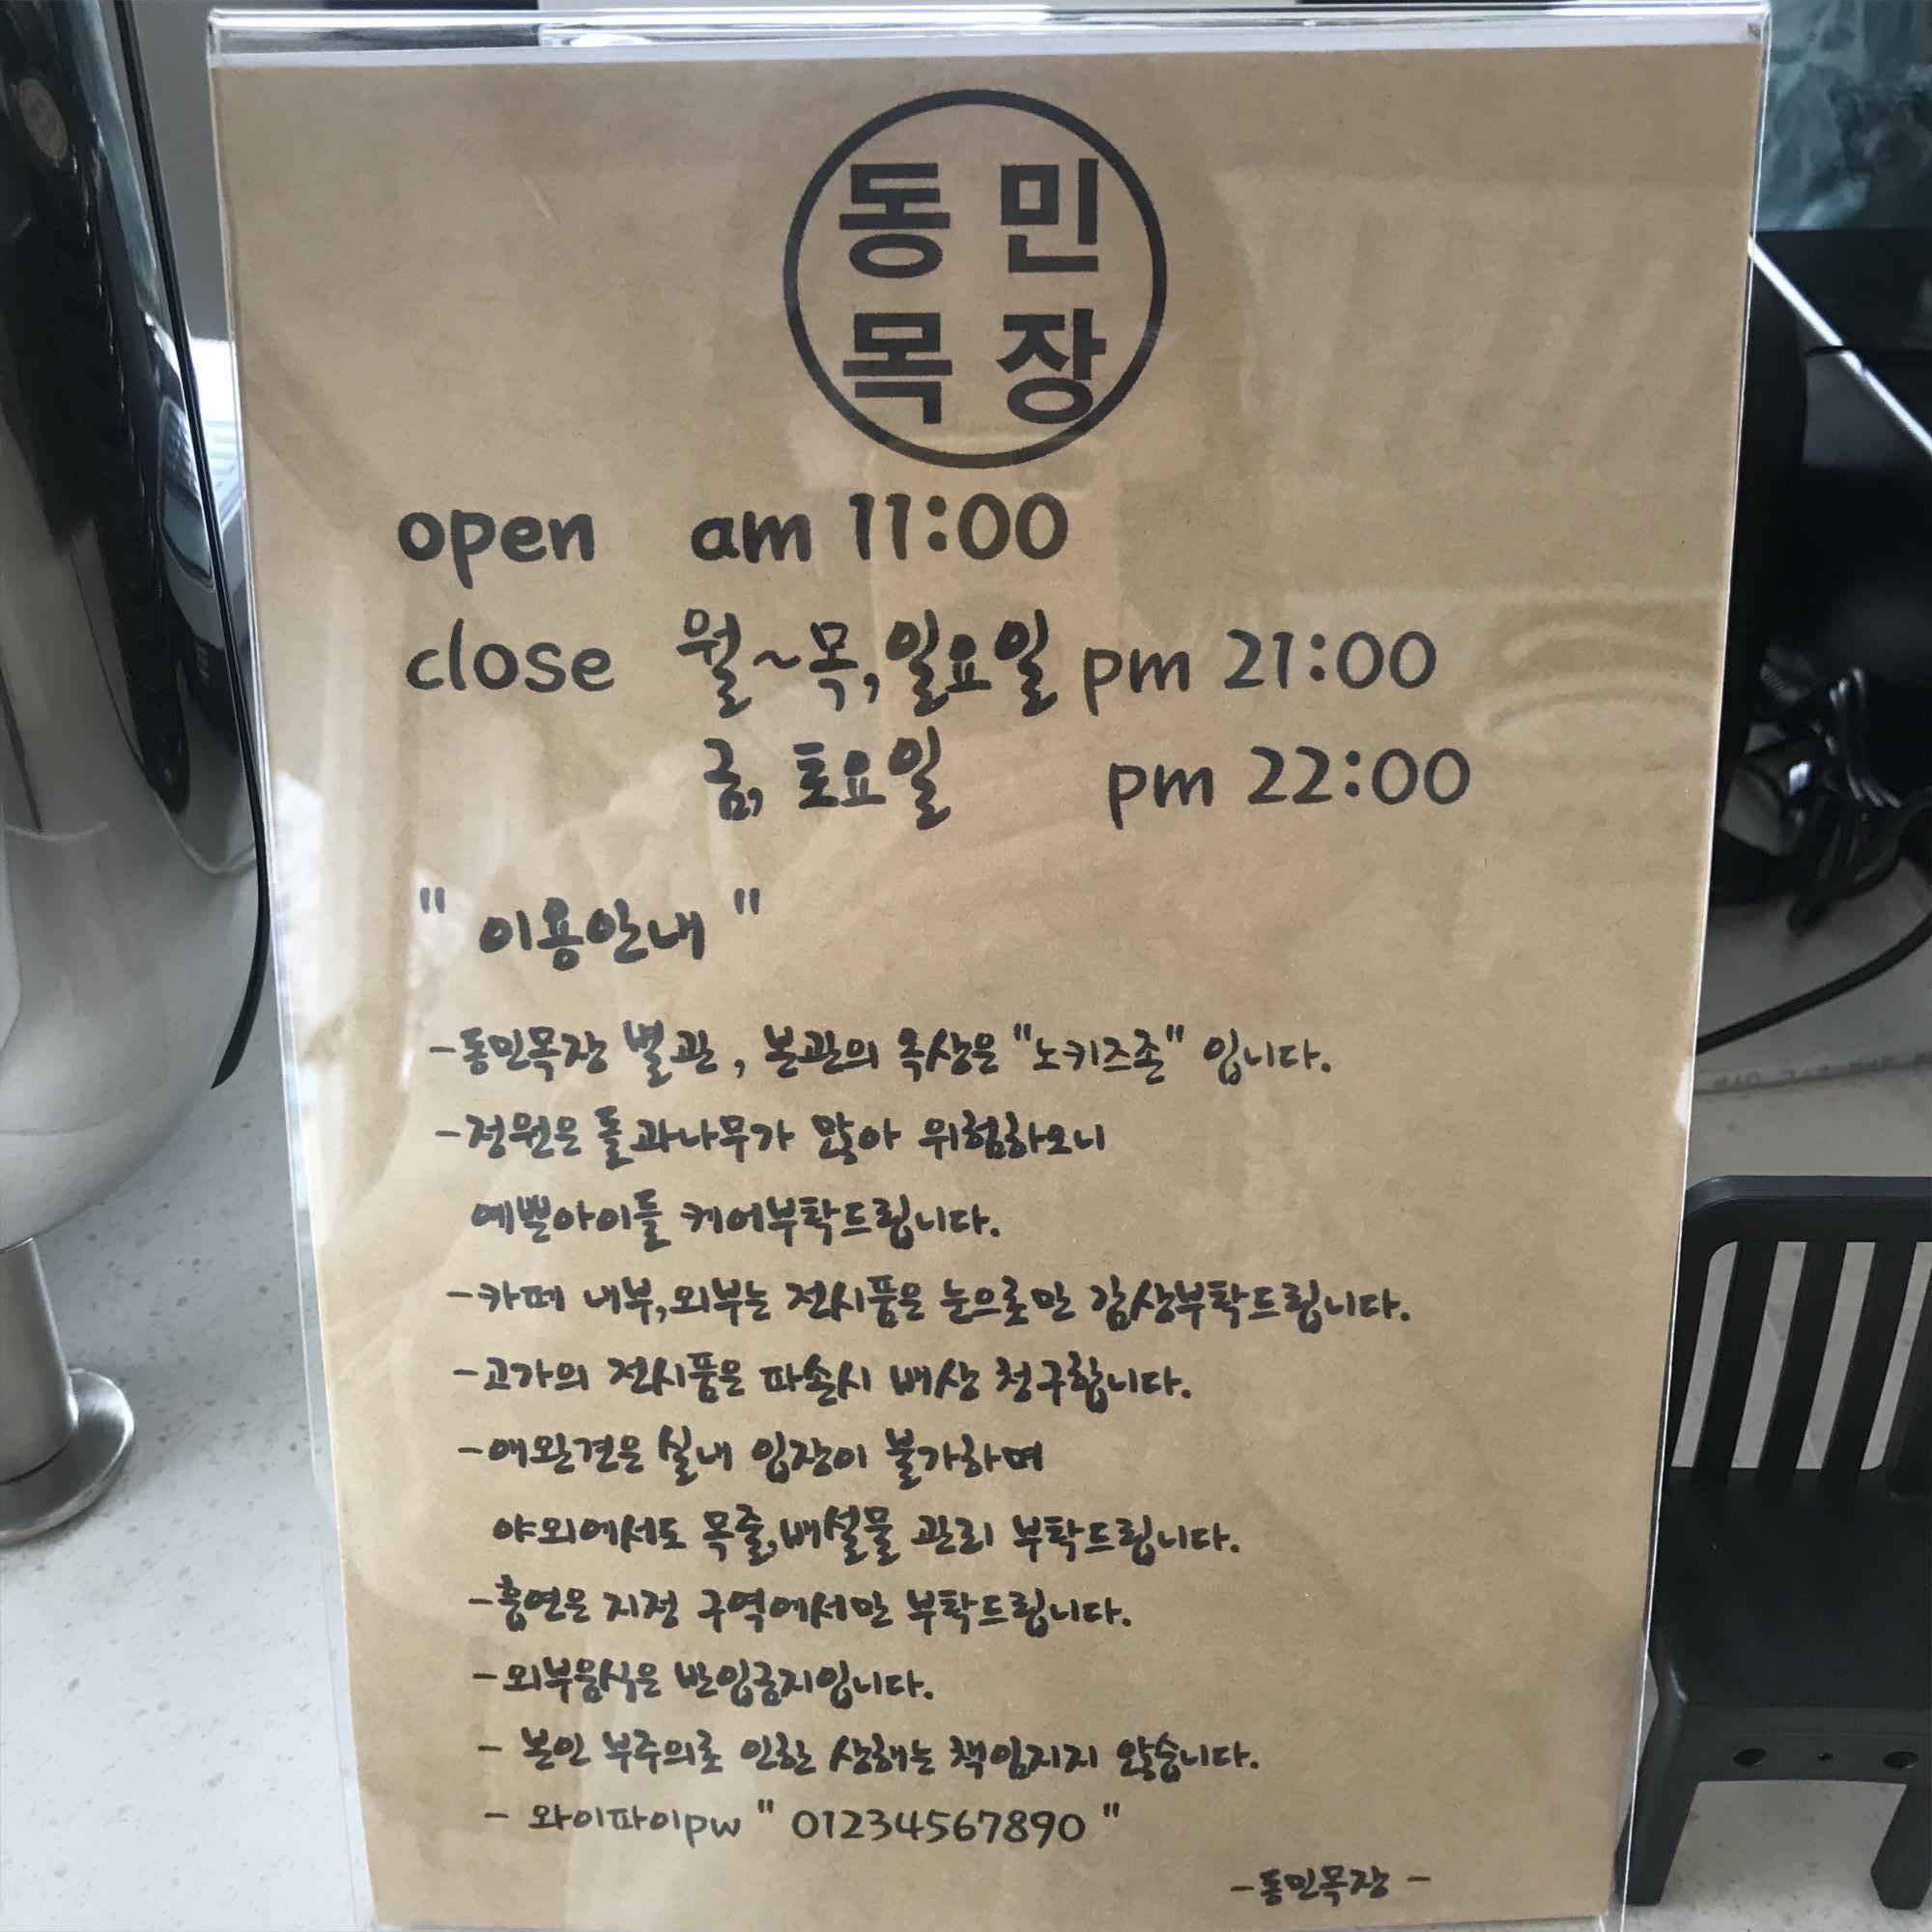 동민
목장
open am 11:00
close 월~목,일요일 pm 21:00
금, 토요일 pm 22:00
" 이용안내 "
-동민목장 별관, 본관의 옥상은 "노키즈존" 입니다.
-정원은 돌과나무가 많아 위험하오니
예쁜아이들 케어부탁드립니다.
-카페 내부,외부는 전시품은 눈으로만 감상부탁드립니다.
-고가의 전시품은 파손시 배상 청구합니다.
-애완견은 실내 입장이 불가하며
야외에서도 목줄,배설물 관리 부탁드립니다.
-흡연은 지정 구역에서만 부탁드립니다.
-외부음식은 반입금지입니다.
- 본인 부주의로 인한 상해는 책임지지 않습니다.
- 와이파이pw " 01234567890 "
-동민목장 -